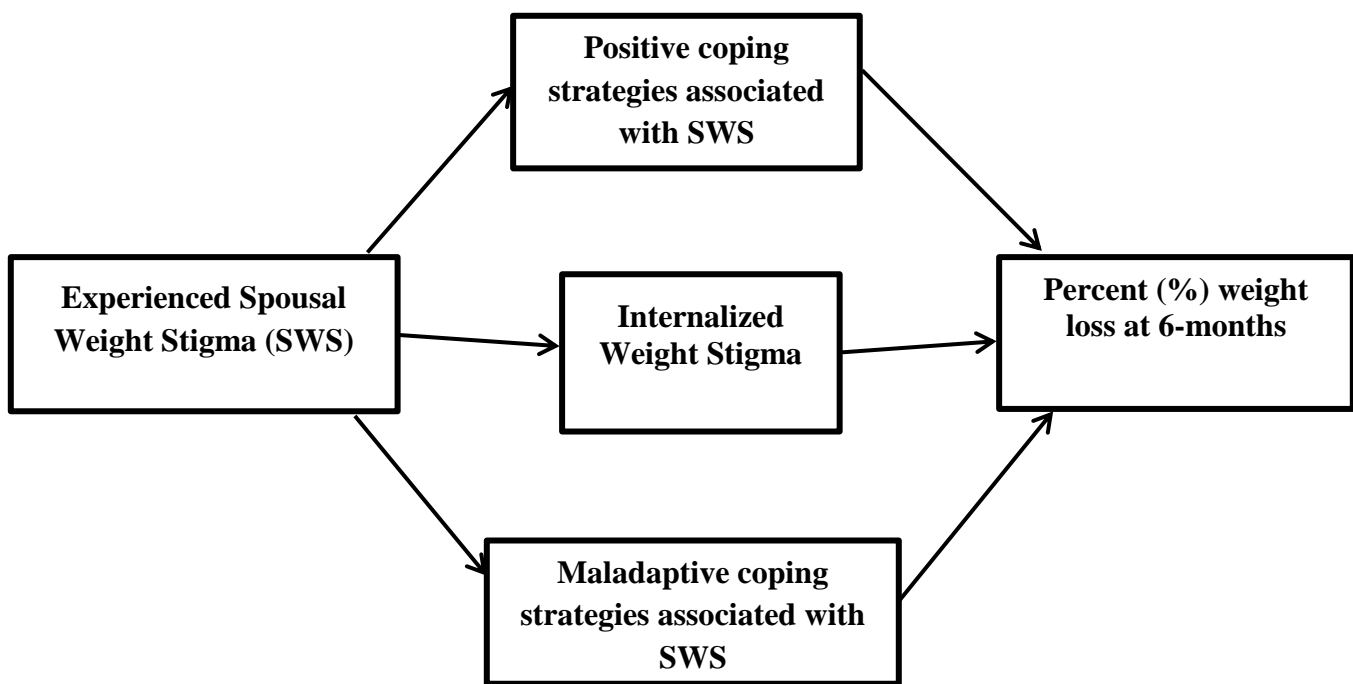 Positive coping
strategies associated
with SWS
Experienced Spousal
Weight Stigma (SWS)
Internalized
Weight Stigma
Percent (%) weight
loss at 6-months
Maladaptive coping
strategies associated with
SWS